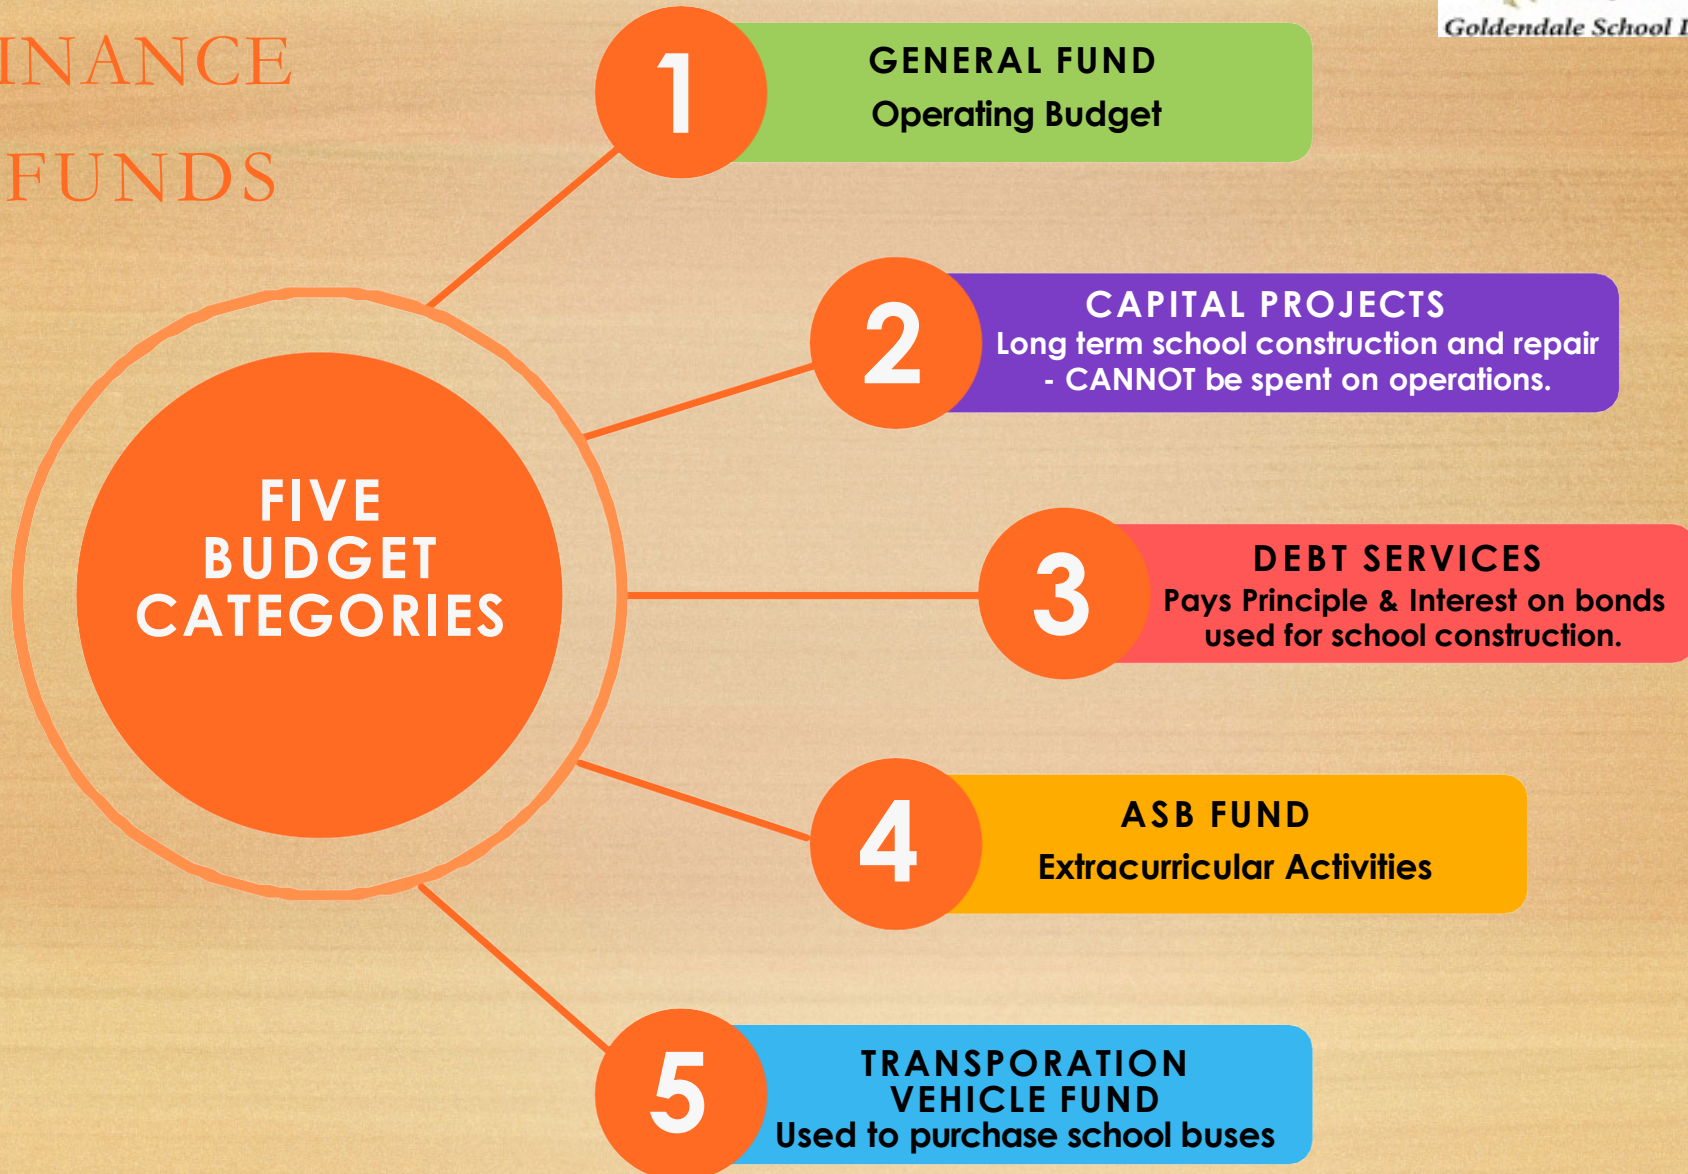 INANCE
FUNDS
Goldendale School
1
GENERAL FUND
Operating Budget
2
CAPITAL PROJECTS
Long term school construction and repair
- CANNOT be spent on operations.
FIVE
BUDGET
CATEGORIES
3
DEBT SERVICES
Pays Principle & Interest on bonds
used for school construction.
4
ASB FUND
Extracurricular Activities
5
TRANSPORATION
VEHICLE FUND
Used to purchase school buses